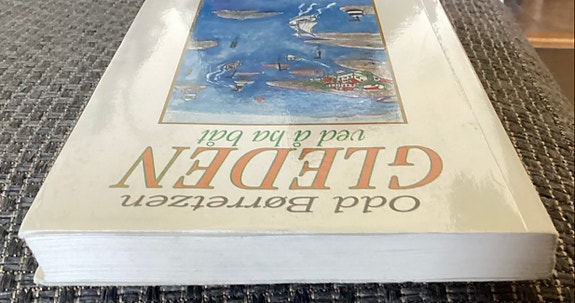 Odd Børretzen
GLEDEN
ved å ha båt